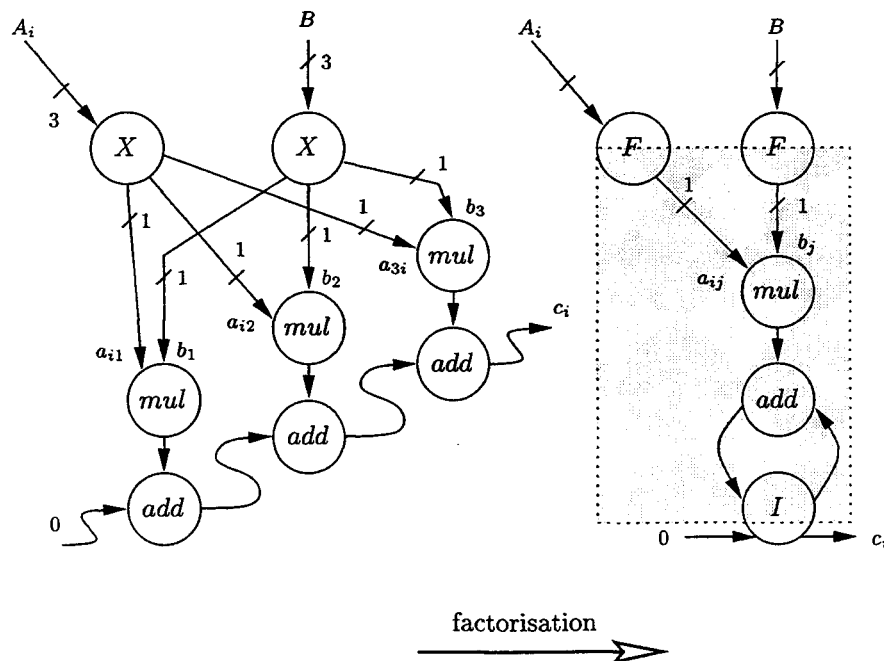 A_i B A_i B
3
3
X X F F
1
1 1 1 1 1 1
b_3
a_{3i} mul
b_j
b_2 a_{ij} mul
1
a_{i2} mul
c_i
a_{i1} b_1 add
mul add
add
0 add I
0 c_i
factorisation